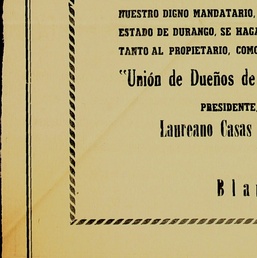 NUESTRO DIGNO MANDATARIO,
ESTADO DE DURANGO, SE HAGA
TANTO AL PROPIETARIO, COMO
"Unión de Dueños de
PRESIDENTE,
Laureano Casas
Bla